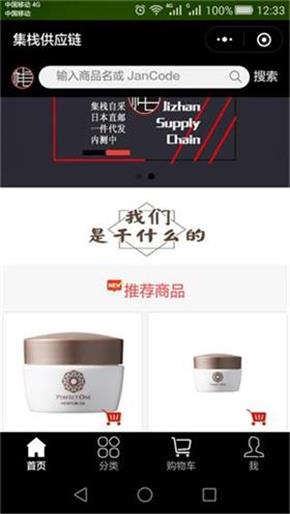 中国移动 4G
中国移动
12:33
集栈供应链
输入商品名或 JanCode
搜索
集栈自采
日本直邮
一件代发
内测中
Jizhan
Supply
Chain
我们
是干什么的
NEW 推荐商品
PERFECT ONE
PERFECT ONE
首页
分类
购物车
我